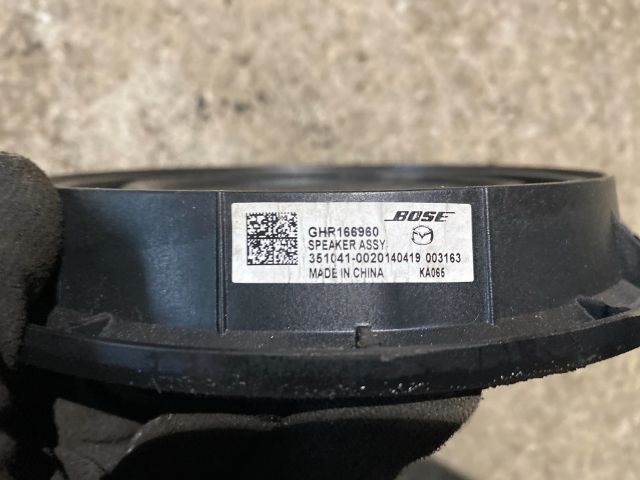 BOSE
GHR166960
SPEAKER ASSY
351041-0020140419 003163
MADE IN CHINA KA065